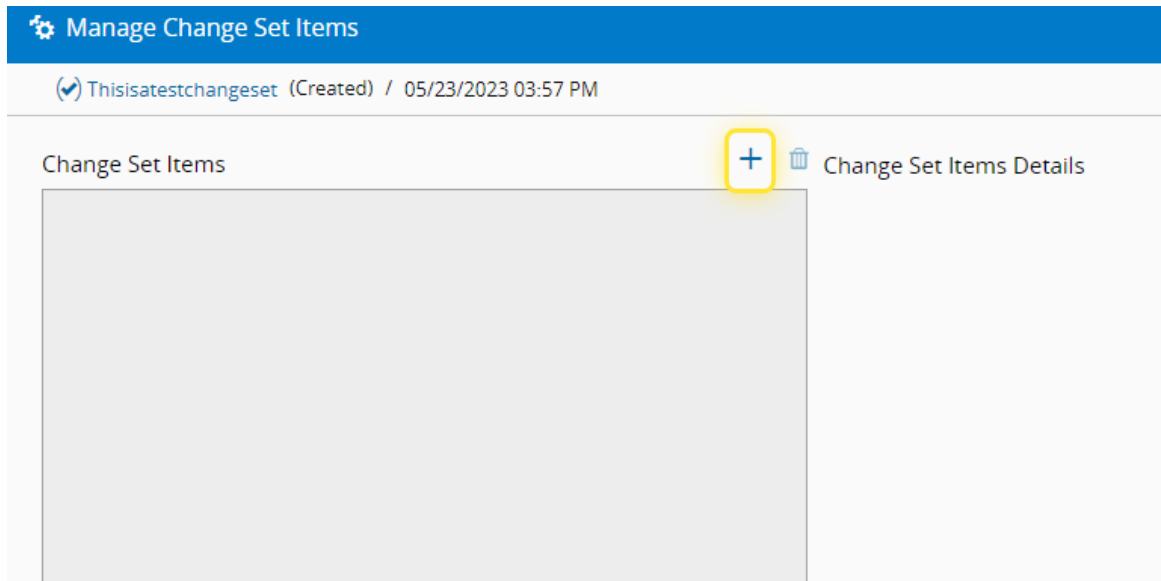 Manage Change Set Items
Thisisatestchangeset (Created) / 05/23/2023 03:57 PM
Change Set Items
Change Set Items Details